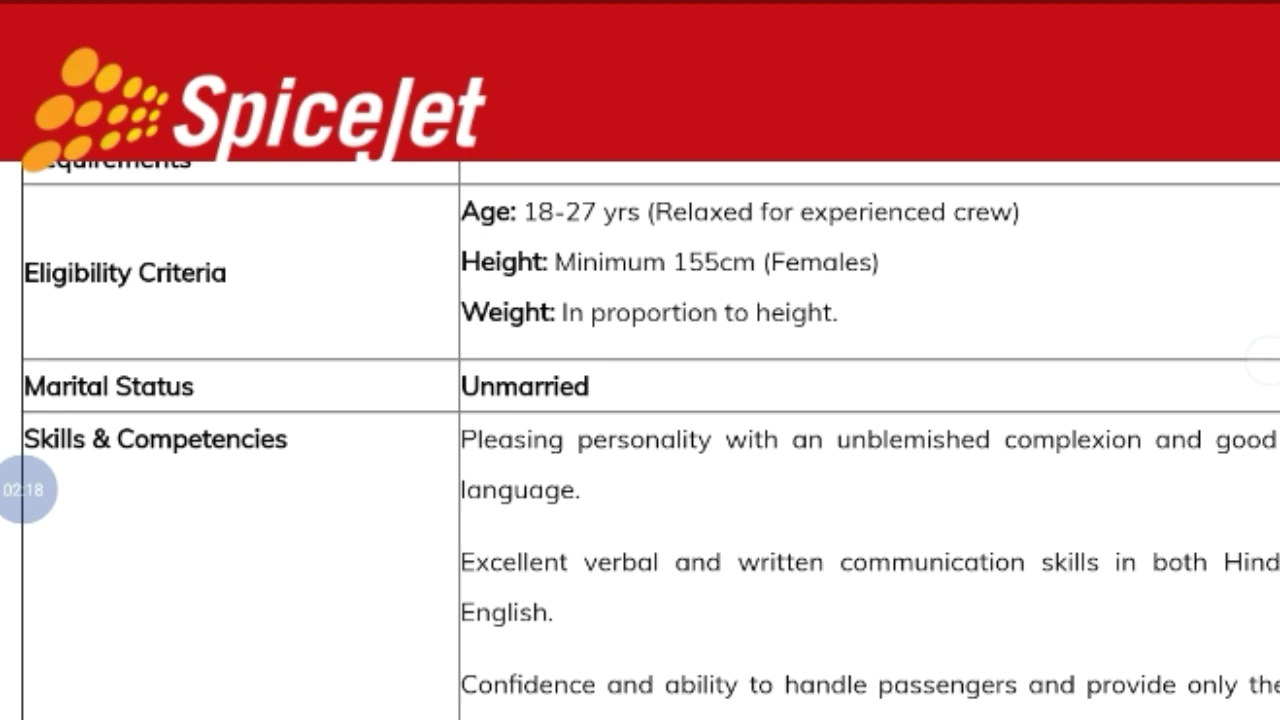 SpiceJet
Requirements
Age: 18-27 yrs (Relaxed for experienced crew)
Eligibility Criteria
Height: Minimum 155cm (Females)
Weight: In proportion to height.
Marital Status Unmarried
Skills & Competencies Pleasing personality with an unblemished complexion and good
language.
02:18
Excellent verbal and written communication skills in both Hind
English.
Confidence and ability to handle passengers and provide only the